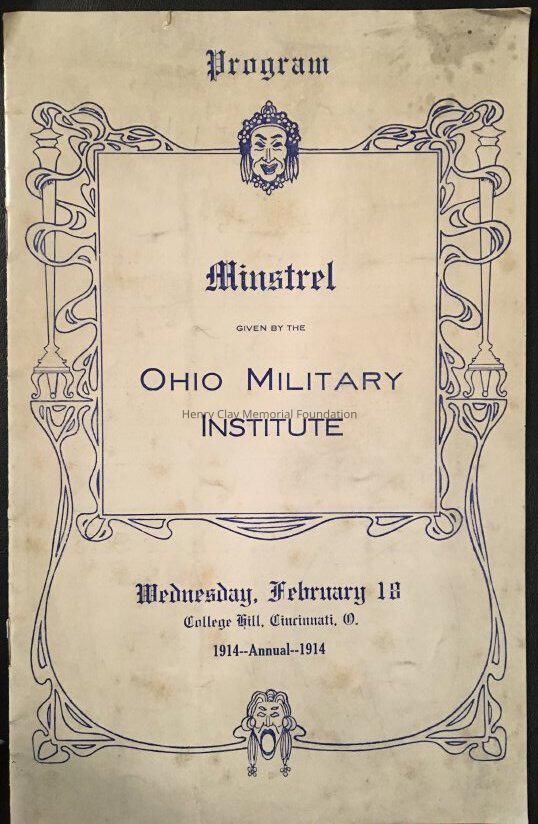 Program
Minstrel
GIVEN BY THE
OHIO MILITARY
Henry Clay Memorial Foundation
INSTITUTE
Wednesday, February 18
College Hill, Cincinnati, O.
1914--Annual--1914